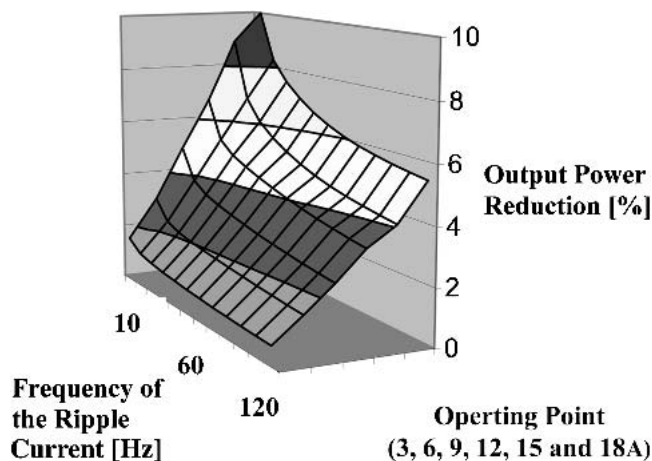 10
8
6
4
2
0
Output Power
Reduction [%]
10
60
120
Frequency of
the Ripple
Current [Hz]
Operting Point
(3, 6, 9, 12, 15 and 18A)